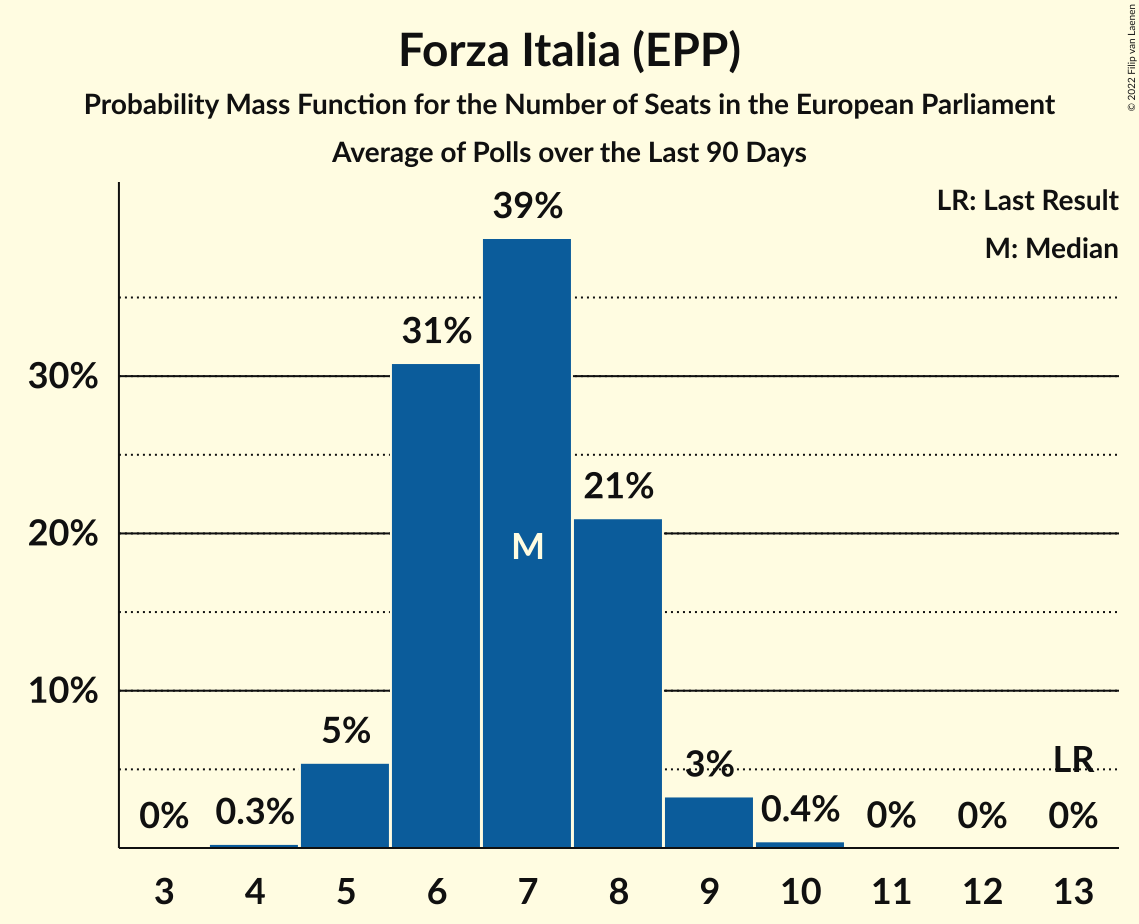 Forza Italia (EPP)
Probability Mass Function for the Number of Seats in the European Parliament
Average of Polls over the Last 90 Days
© 2022 Filip van Laenen
LR: Last Result
M: Median
39%
31%
30%
21%
20%
M
10%
5%
3%
LR
0%
0.3%
0.4%
0%
0%
0%
3 4 5 6 7 8 9 10 11 12 13